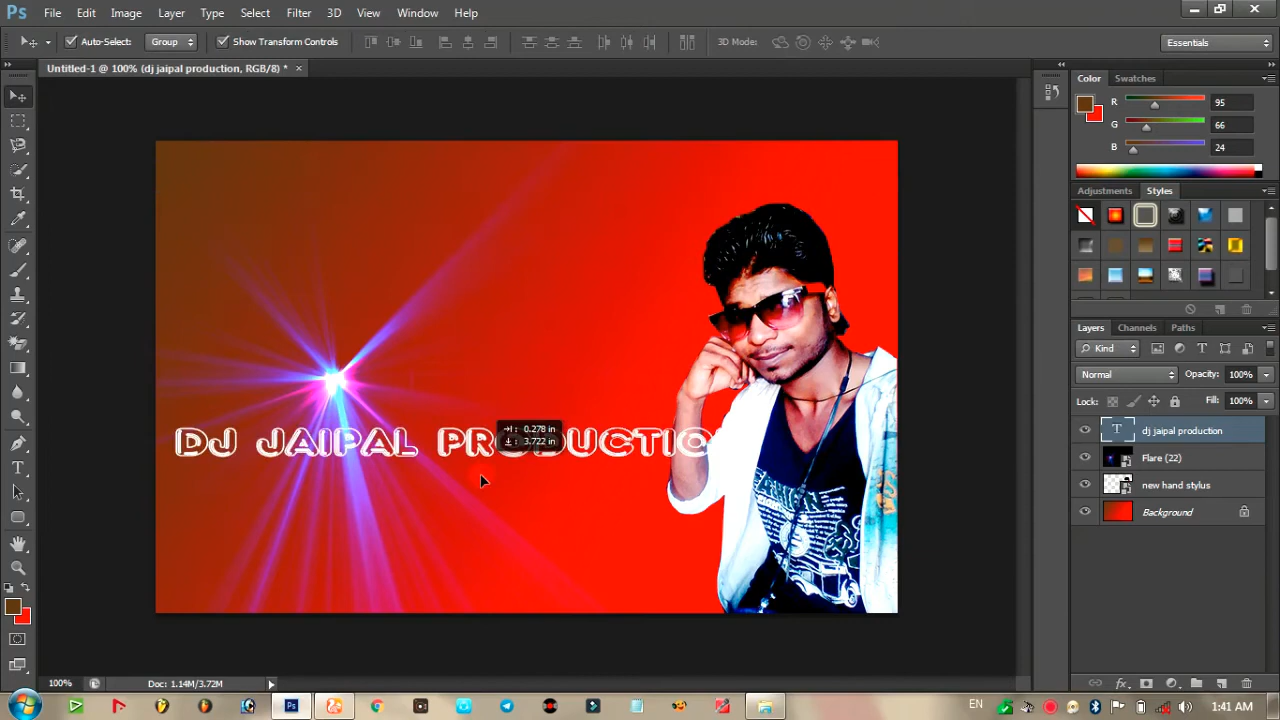 Ps File Edit Image Layer Type Select Filter 3D View Window Help
Auto-Select: Group Show Transform Controls 3D Mode: Essentials
Untitled-1 @ 100% (dj jaipal production, RGB/8) * ×
Color Swatches
R 95
G 66
B 24
Adjustments Styles
DJ JAIPAL PRODUCTIO
0.278 in
3.722 in
FASHION
Layers Channels Paths
Kind
Normal Opacity: 100%
Lock: Fill: 100%
T dj jaipal production
Flare (22)
new hand stylus
Background
100% Doc: 1.14M/3.72M
EN 1:41 AM